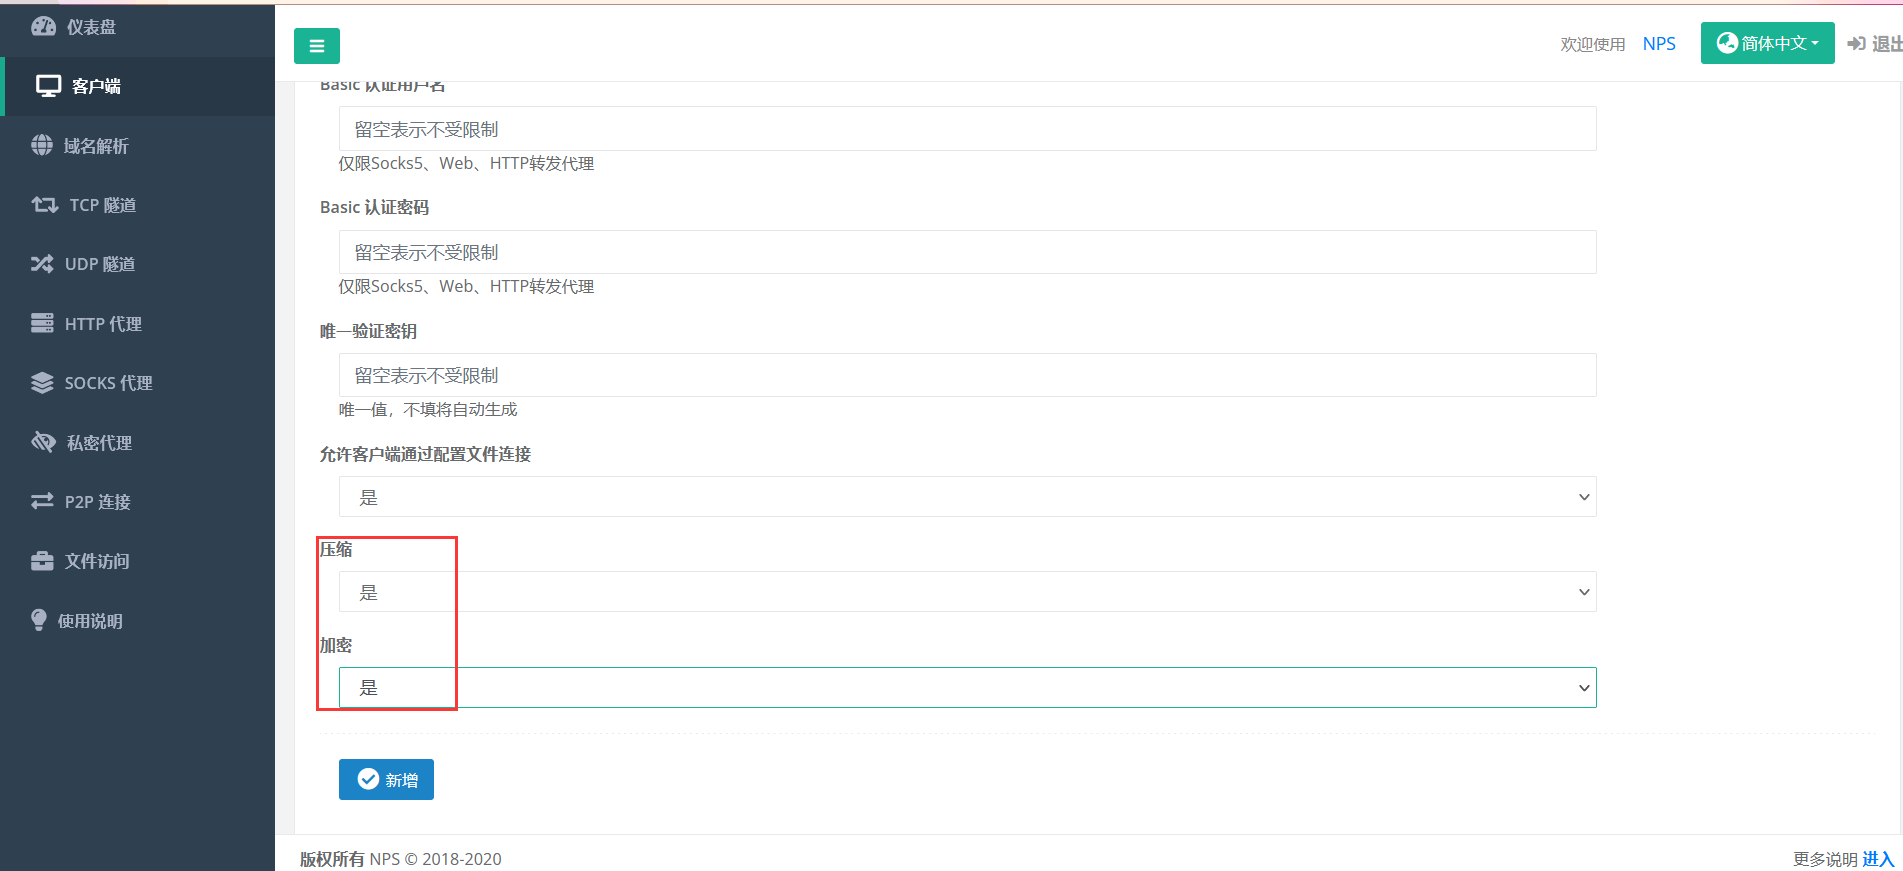 仪表盘
客户端
域名解析
TCP 隧道
UDP 隧道
HTTP 代理
SOCKS 代理
私密代理
P2P 连接
文件访问
使用说明
欢迎使用 NPS 简体中文 退出
Basic 认证用户名
留空表示不受限制
仅限Socks5、Web、HTTP转发代理
Basic 认证密码
留空表示不受限制
仅限Socks5、Web、HTTP转发代理
唯一验证密钥
留空表示不受限制
唯一值，不填将自动生成
允许客户端通过配置文件连接
是
压缩
是
加密
是
新增
版权所有 NPS © 2018-2020
更多说明 进入